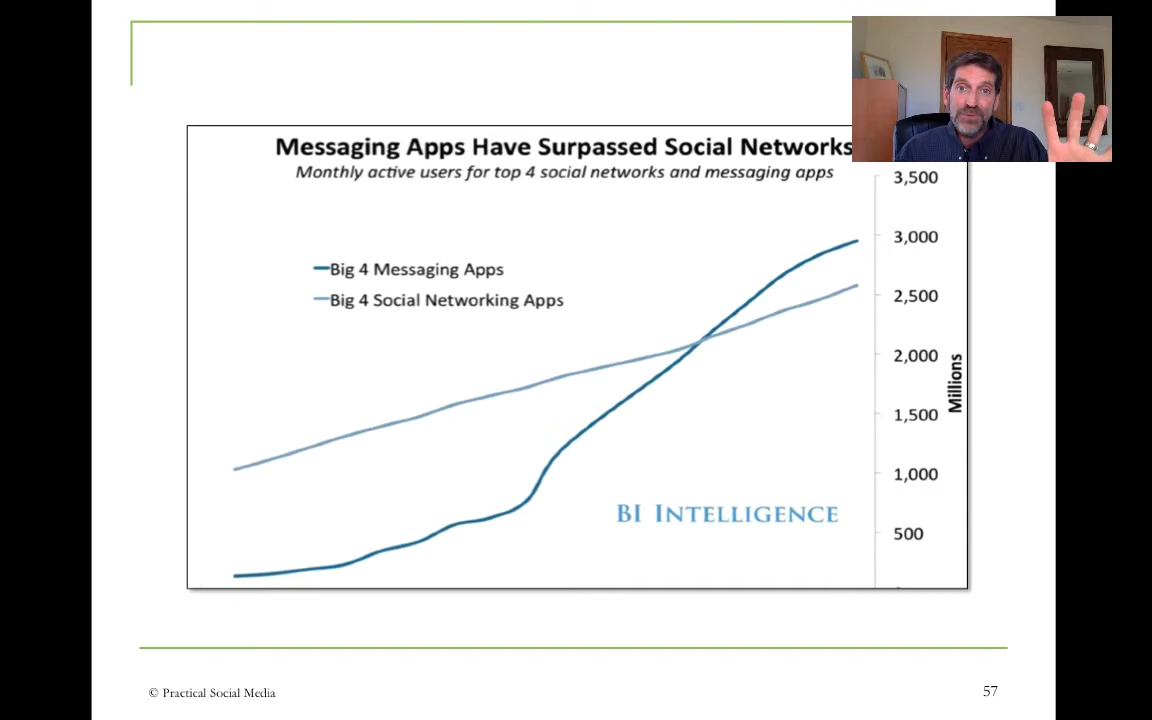 Messaging Apps Have Surpassed Social Networks
Monthly active users for top 4 social networks and messaging apps
3,500
3,000
Big 4 Messaging Apps
2,500
Big 4 Social Networking Apps
2,000
Millions
1,500
1,000
BI INTELLIGENCE
500
© Practical Social Media
57